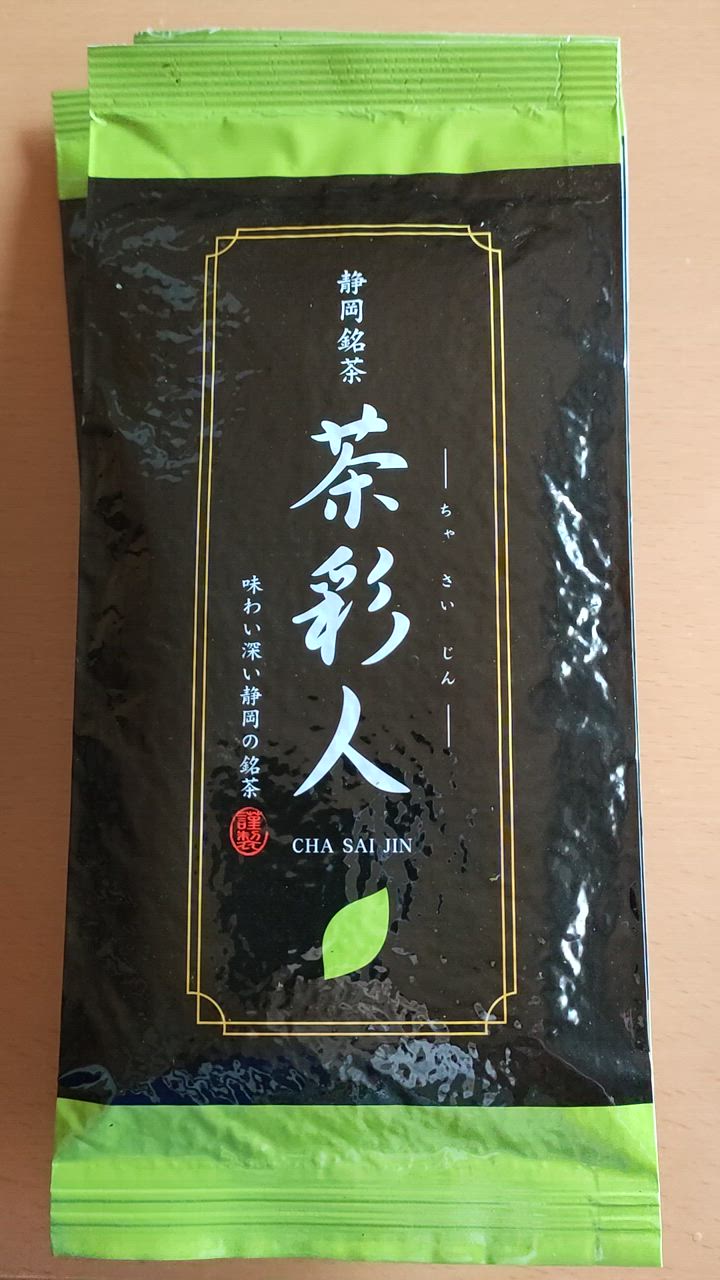 静岡銘茶
ちゃ さい じん
茶彩人
味わい深い静岡の銘茶
謹製
CHA SAI JIN